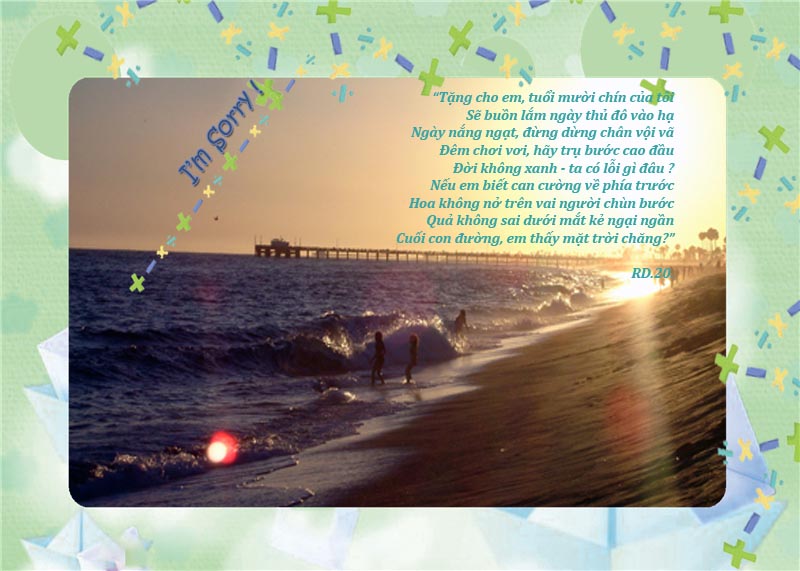 I'm Sorry !
“Tặng cho em, tuổi mười chín của tôi
Sẽ buồn lắm ngày thủ đô vào hạ
Ngày nắng ngạt, đừng dừng chân vội vã
Đêm chơi vơi, hãy trụ bước cao đầu
Đời không xanh - ta có lỗi gì đâu ?
Nếu em biết can cường về phía trước
Hoa không nở trên vai người chùn bước
Quả không sai dưới mắt kẻ ngại ngần
Cuối con đường, em thấy mặt trời chăng?”
RD.20.